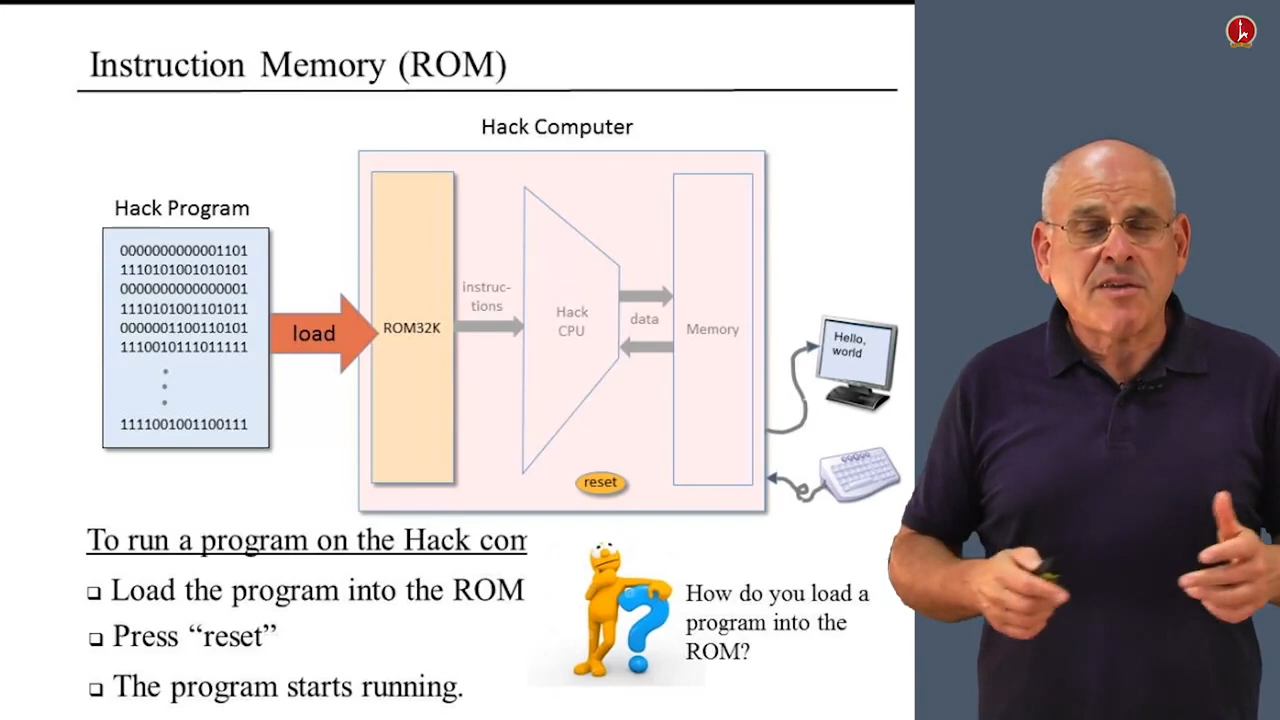 Instruction Memory (ROM)
Hack Computer
Hack Program
0000000000001101
1110101001010101
0000000000000001
1110101001101011
0000001100110101
1110010111011111
1111001001100111
load
ROM32K
instruc-
tions
Hack
CPU
data
Memory
reset
Hello,
world
To run a program on the Hack com
Load the program into the ROM
Press “reset”
The program starts running.
How do you load a
program into the
ROM?